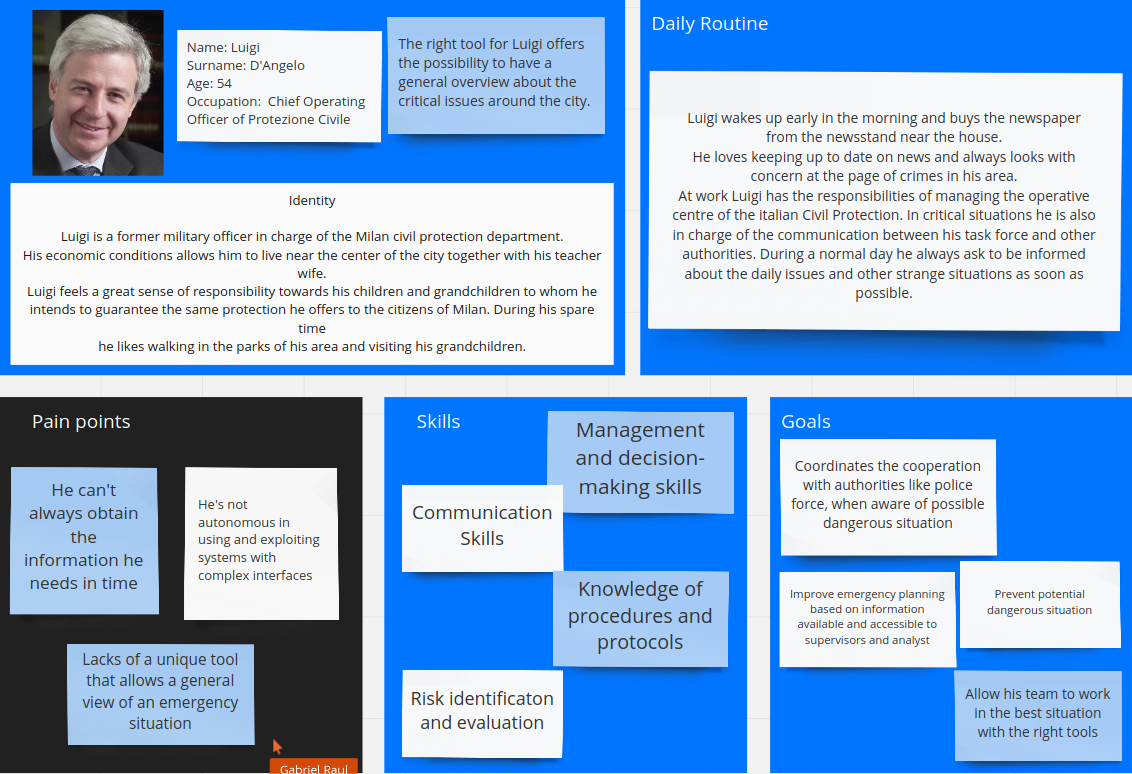 Name: Luigi
Surname: D'Angelo
Age: 54
Occupation:  Chief Operating
Officer of Protezione Civile
The right tool for Luigi offers
the possibility to have a
general overview about the
critical issues around the city.
Identity
Luigi is a former military officer in charge of the Milan civil protection department.
His economic conditions allows him to live near the center of the city together with his teacher
wife.
Luigi feels a great sense of responsibility towards his children and grandchildren to whom he
intends to guarantee the same protection he offers to the citizens of Milan. During his spare
time
he likes walking in the parks of his area and visiting his grandchildren.
Daily Routine
Luigi wakes up early in the morning and buys the newspaper
from the newsstand near the house.
He loves keeping up to date on news and always looks with
concern at the page of crimes in his area.
At work Luigi has the responsibilities of managing the operative
centre of the italian Civil Protection. In critical situations he is also
in charge of the communication between his task force and other
authorities. During a normal day he always ask to be informed
about the daily issues and other strange situations as soon as
possible.
Pain points
He can't
always obtain
the
information he
needs in time
He's not
autonomous in
using and exploiting
systems with
complex interfaces
Lacks of a unique tool
that allows a general
view of an emergency
situation
Gabriel Raul
Skills
Management
and decision-
making skills
Communication
Skills
Knowledge of
procedures and
protocols
Risk identificaton
and evaluation
Goals
Coordinates the cooperation
with authorities like police
force, when aware of possible
dangerous situation
Improve emergency planning
based on information
available and accessible to
supervisors and analyst
Prevent potential
dangerous situation
Allow his team to work
in the best situation
with the right tools